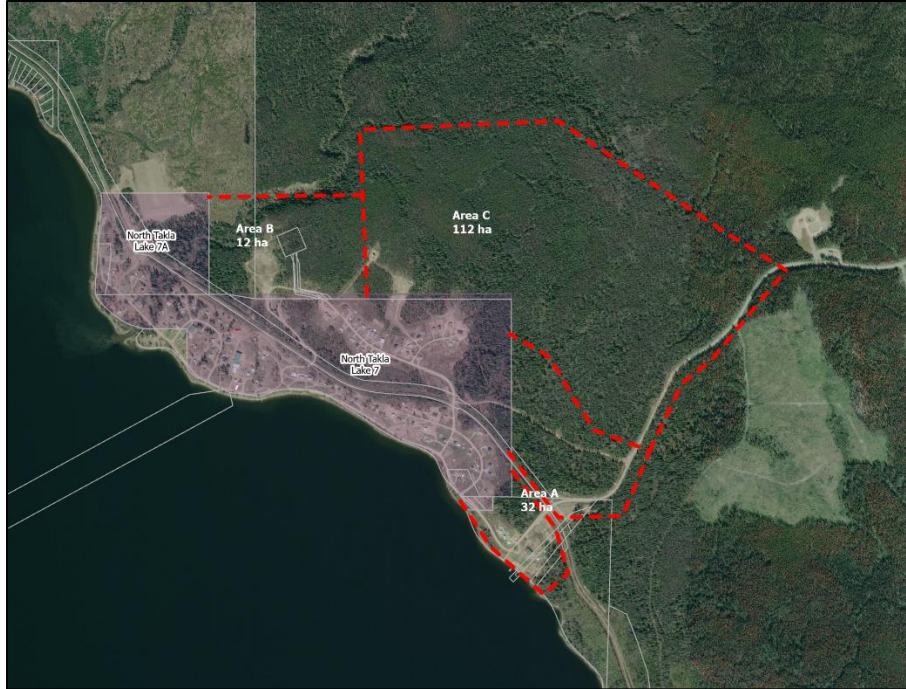 Area C
112 ha
Area B
12 ha
North Takla
Lake 7A
North Takla
Lake 7
Area A
32 ha